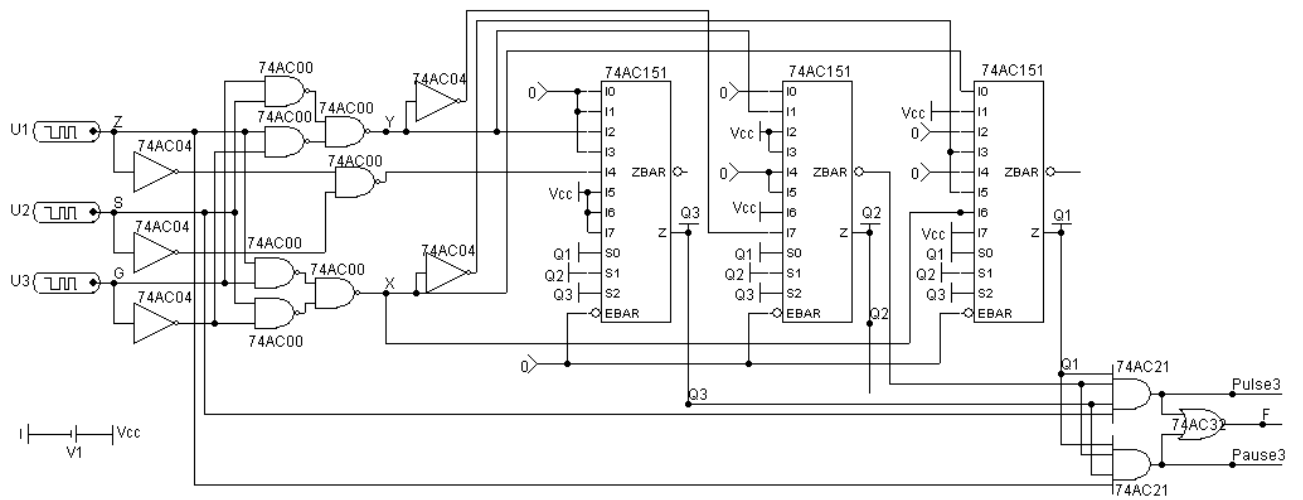 74AC00
74AC04
74AC151
74AC151
74AC151
74AC00
74AC00
U1
Z
Y
74AC04
74AC00
U2
S
74AC04
74AC00
U3
G
74AC00
74AC04
X
74AC04
74AC00
0
I0
I1
I2
I3
I4
Vcc
I5
I6
I7
Q1
S0
Q2
S1
Q3
S2
EBAR
ZBAR
Z
Q3
0
I0
I1
Vcc
I2
I3
0
I4
I5
Vcc
I6
I7
Q1
S0
Q2
S1
Q3
S2
EBAR
ZBAR
Z
Q2
Q2
I0
Vcc
I1
0
I2
I3
0
I4
I5
I6
Vcc
I7
Q1
S0
Q2
S1
Q3
S2
EBAR
ZBAR
Z
Q1
0
Q1
74AC21
Q3
Pulse3
74AC32
F
Pause3
74AC21
V1
Vcc